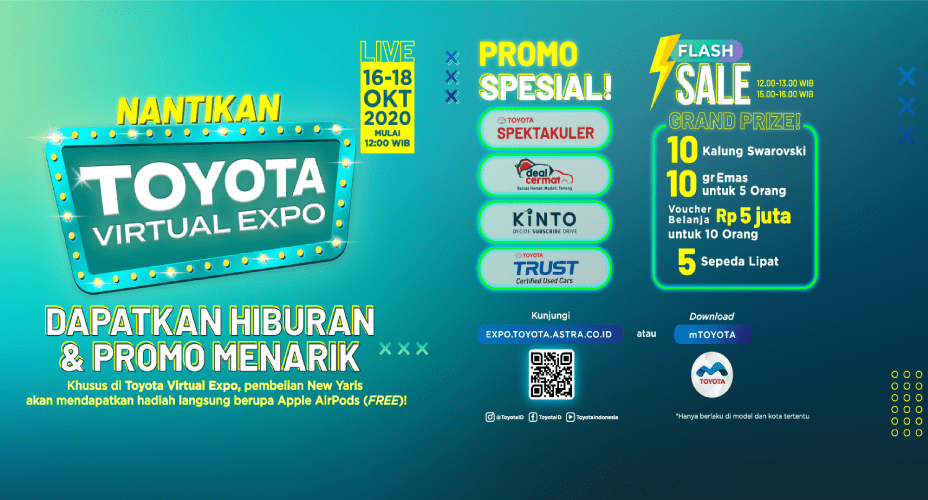 NANTIKAN
TOYOTA
VIRTUAL EXPO
LIVE
16-18
OKT
2020
MULAI
12:00 WIB
DAPATKAN HIBURAN
& PROMO MENARIK
Khusus di Toyota Virtual Expo, pembelian New Yaris
akan mendapatkan hadiah langsung berupa Apple AirPods (FREE)!
PROMO
SPESIAL!
TOYOTA
SPEKTAKULER
deal
cermat
Solusi Hemat, Mudah, Tenang
KINTO
DECIDE SUBSCRIBE DRIVE
TOYOTA
TRUST
Certified Used Cars
Kunjungi
EXPO.TOYOTA.ASTRA.CO.ID
atau
Download
mTOYOTA
TOYOTA
@ToyotaID ToyotaID ToyotaIndonesia
FLASH
SALE
12.00-13.00 WIB
15.00-16.00 WIB
GRAND PRIZE!
10 Kalung Swarovski
10 grEmas
untuk 5 Orang
Voucher
Belanja Rp 5 juta
untuk 10 Orang
5 Sepeda Lipat
*Hanya berlaku di model dan kota tertentu